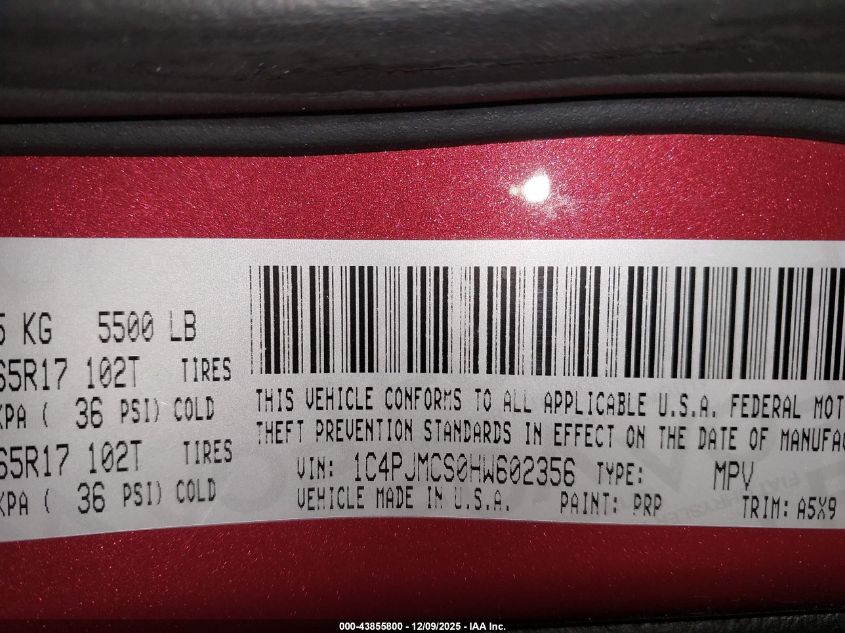 5 KG 5500 LB
65R17 102T TIRES
KPA ( 36 PSI) COLD
65R17 102T TIRES
KPA ( 36 PSI) COLD
THIS VEHICLE CONFORMS TO ALL APPLICABLE U.S.A. FEDERAL MOT
THEFT PREVENTION STANDARDS IN EFFECT ON THE DATE OF MANUFAC
VIN: 1C4PJMCS0HW602356 TYPE: MPV
VEHICLE MADE IN U.S.A. PAINT: PRP TRIM: A5X9
000-43855800 - 12/09/2025 - IAA Inc.